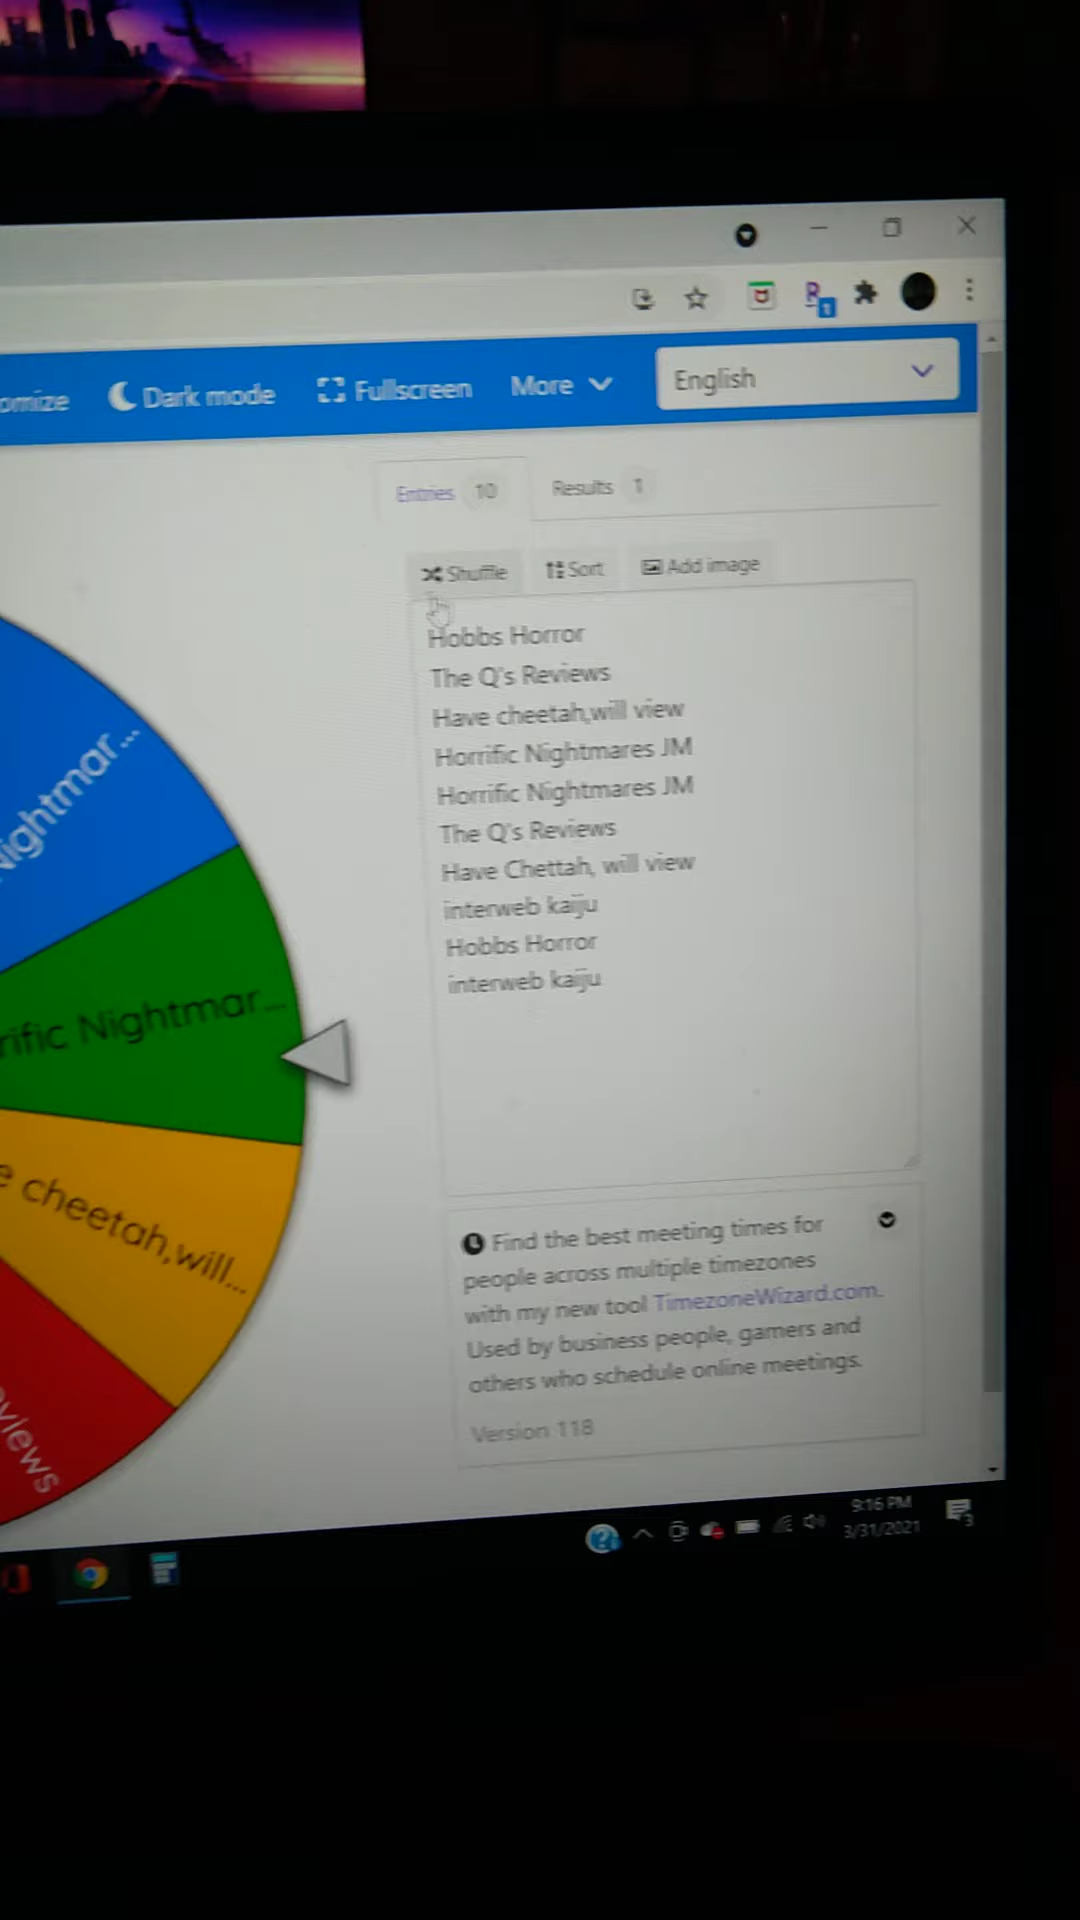 omize Dark mode Fullscreen More English
Entries 10 Results 1
Shuffle Sort Add image
Hobbs Horror
The Q's Reviews
Have cheetah,will view
Horrific Nightmares JM
Horrific Nightmares JM
The Q's Reviews
Have Chettah, will view
interweb kaiju
Hobbs Horror
interweb kaiju
Nightmar...
rific Nightmar...
e cheetah,will...
views
Find the best meeting times for
people across multiple timezones
with my new tool TimezoneWizard.com.
Used by business people, gamers and
others who schedule online meetings.
Version 118
9:16 PM
3/31/2021
3